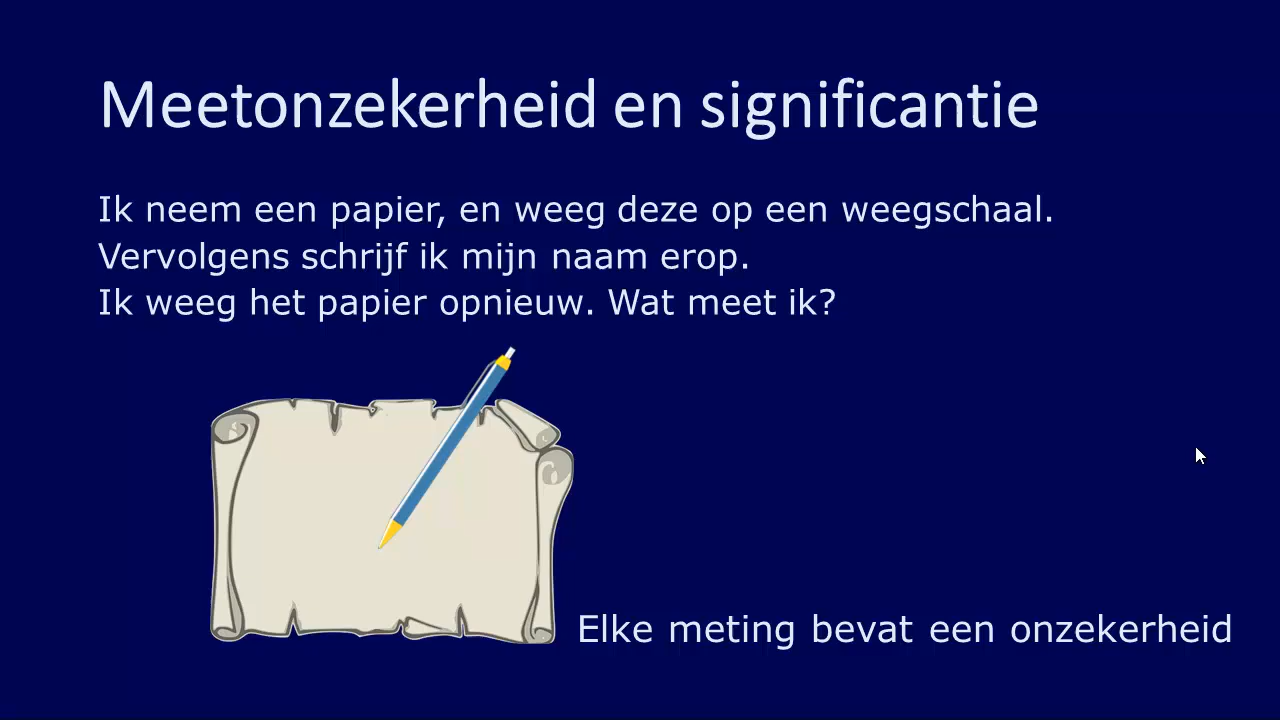 Meetonzekerheid en significantie
Ik neem een papier, en weeg deze op een weegschaal.
Vervolgens schrijf ik mijn naam erop.
Ik weeg het papier opnieuw. Wat meet ik?
Elke meting bevat een onzekerheid